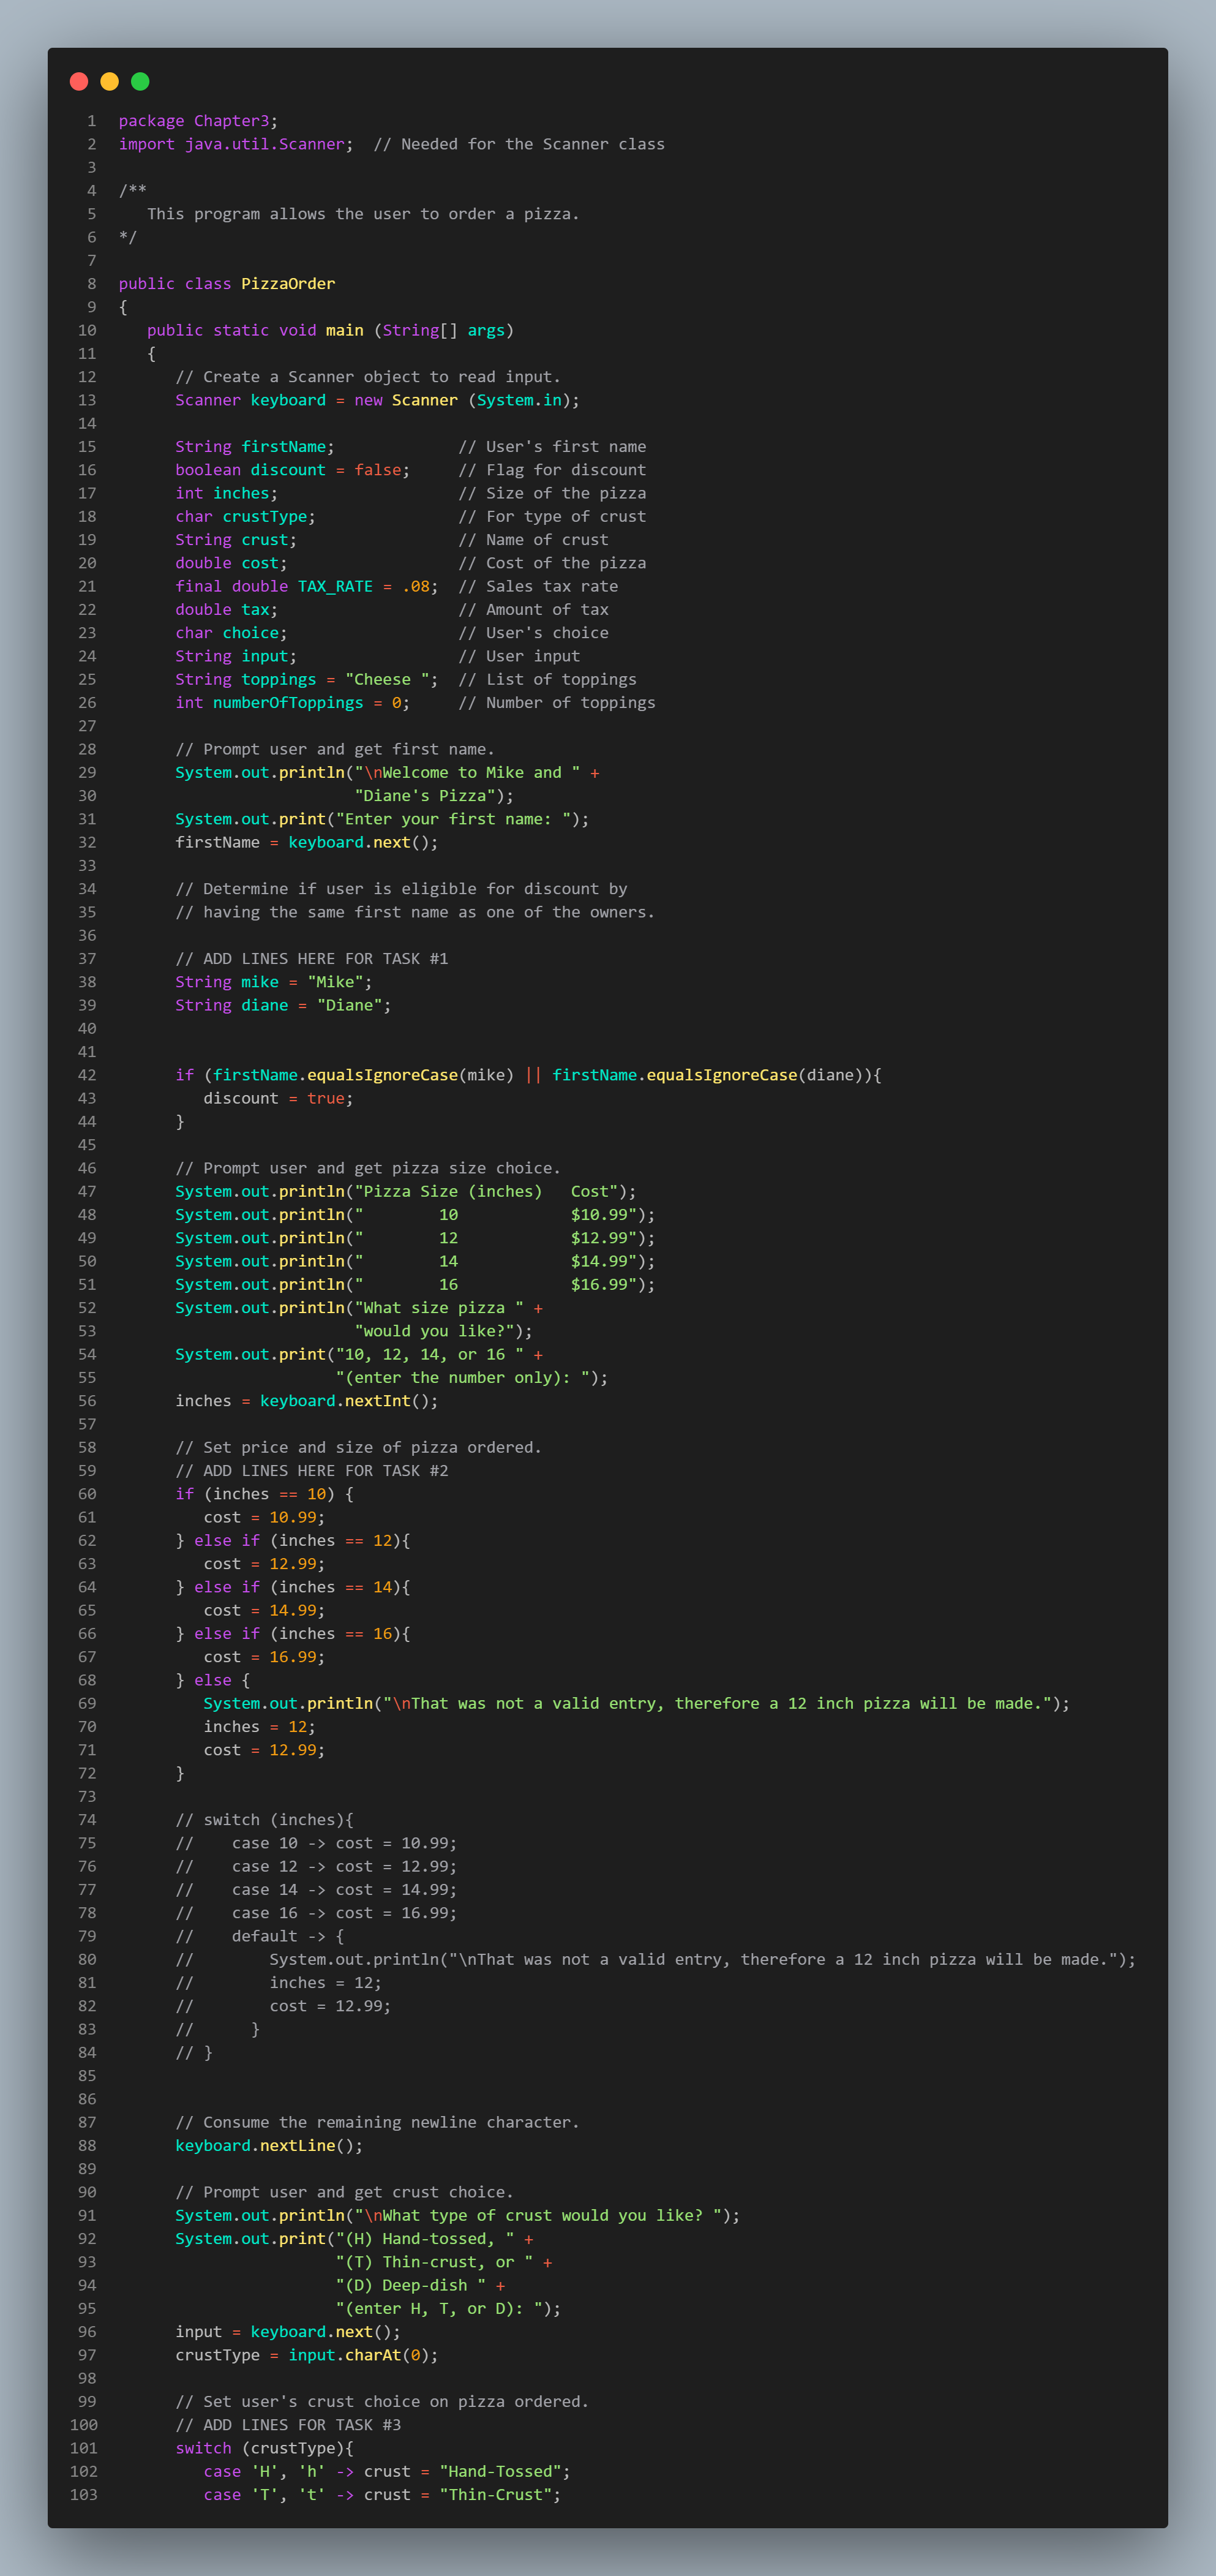 1 package Chapter3;
2 import java.util.Scanner;  // Needed for the Scanner class
3
4 /**
5    This program allows the user to order a pizza.
6 */
7
8 public class PizzaOrder
9 {
10    public static void main (String[] args)
11    {
12       // Create a Scanner object to read input.
13       Scanner keyboard = new Scanner (System.in);
14
15       String firstName;             // User's first name
16       boolean discount = false;     // Flag for discount
17       int inches;                   // Size of the pizza
18       char crustType;               // For type of crust
19       String crust;                 // Name of crust
20       double cost;                  // Cost of the pizza
21       final double TAX_RATE = .08;  // Sales tax rate
22       double tax;                   // Amount of tax
23       char choice;                  // User's choice
24       String input;                 // User input
25       String toppings = "Cheese ";  // List of toppings
26       int numberOfToppings = 0;     // Number of toppings
27
28       // Prompt user and get first name.
29       System.out.println("\nWelcome to Mike and " +
30                          "Diane's Pizza");
31       System.out.print("Enter your first name: ");
32       firstName = keyboard.next();
33
34       // Determine if user is eligible for discount by
35       // having the same first name as one of the owners.
36
37       // ADD LINES HERE FOR TASK #1
38       String mike = "Mike";
39       String diane = "Diane";
40
41
42       if (firstName.equalsIgnoreCase(mike) || firstName.equalsIgnoreCase(diane)){
43          discount = true;
44       }
45
46       // Prompt user and get pizza size choice.
47       System.out.println("Pizza Size (inches)   Cost");
48       System.out.println("        10            $10.99");
49       System.out.println("        12            $12.99");
50       System.out.println("        14            $14.99");
51       System.out.println("        16            $16.99");
52       System.out.println("What size pizza " +
53                          "would you like?");
54       System.out.print("10, 12, 14, or 16 " +
55                        "(enter the number only): ");
56       inches = keyboard.nextInt();
57
58       // Set price and size of pizza ordered.
59       // ADD LINES HERE FOR TASK #2
60       if (inches == 10) {
61          cost = 10.99;
62       } else if (inches == 12){
63          cost = 12.99;
64       } else if (inches == 14){
65          cost = 14.99;
66       } else if (inches == 16){
67          cost = 16.99;
68       } else {
69          System.out.println("\nThat was not a valid entry, therefore a 12 inch pizza will be made.");
70          inches = 12;
71          cost = 12.99;
72       }
73
74       // switch (inches){
75       //    case 10 -> cost = 10.99;
76       //    case 12 -> cost = 12.99;
77       //    case 14 -> cost = 14.99;
78       //    case 16 -> cost = 16.99;
79       //    default -> {
80       //        System.out.println("\nThat was not a valid entry, therefore a 12 inch pizza will be made.");
81       //        inches = 12;
82       //        cost = 12.99;
83       //      }
84       // }
85
86
87       // Consume the remaining newline character.
88       keyboard.nextLine();
89
90       // Prompt user and get crust choice.
91       System.out.println("\nWhat type of crust would you like? ");
92       System.out.print("(H) Hand-tossed, " +
93                        "(T) Thin-crust, or " +
94                        "(D) Deep-dish " +
95                        "(enter H, T, or D): ");
96       input = keyboard.next();
97       crustType = input.charAt(0);
98
99       // Set user's crust choice on pizza ordered.
100       // ADD LINES FOR TASK #3
101       switch (crustType){
102          case 'H', 'h' -> crust = "Hand-Tossed";
103          case 'T', 't' -> crust = "Thin-Crust";